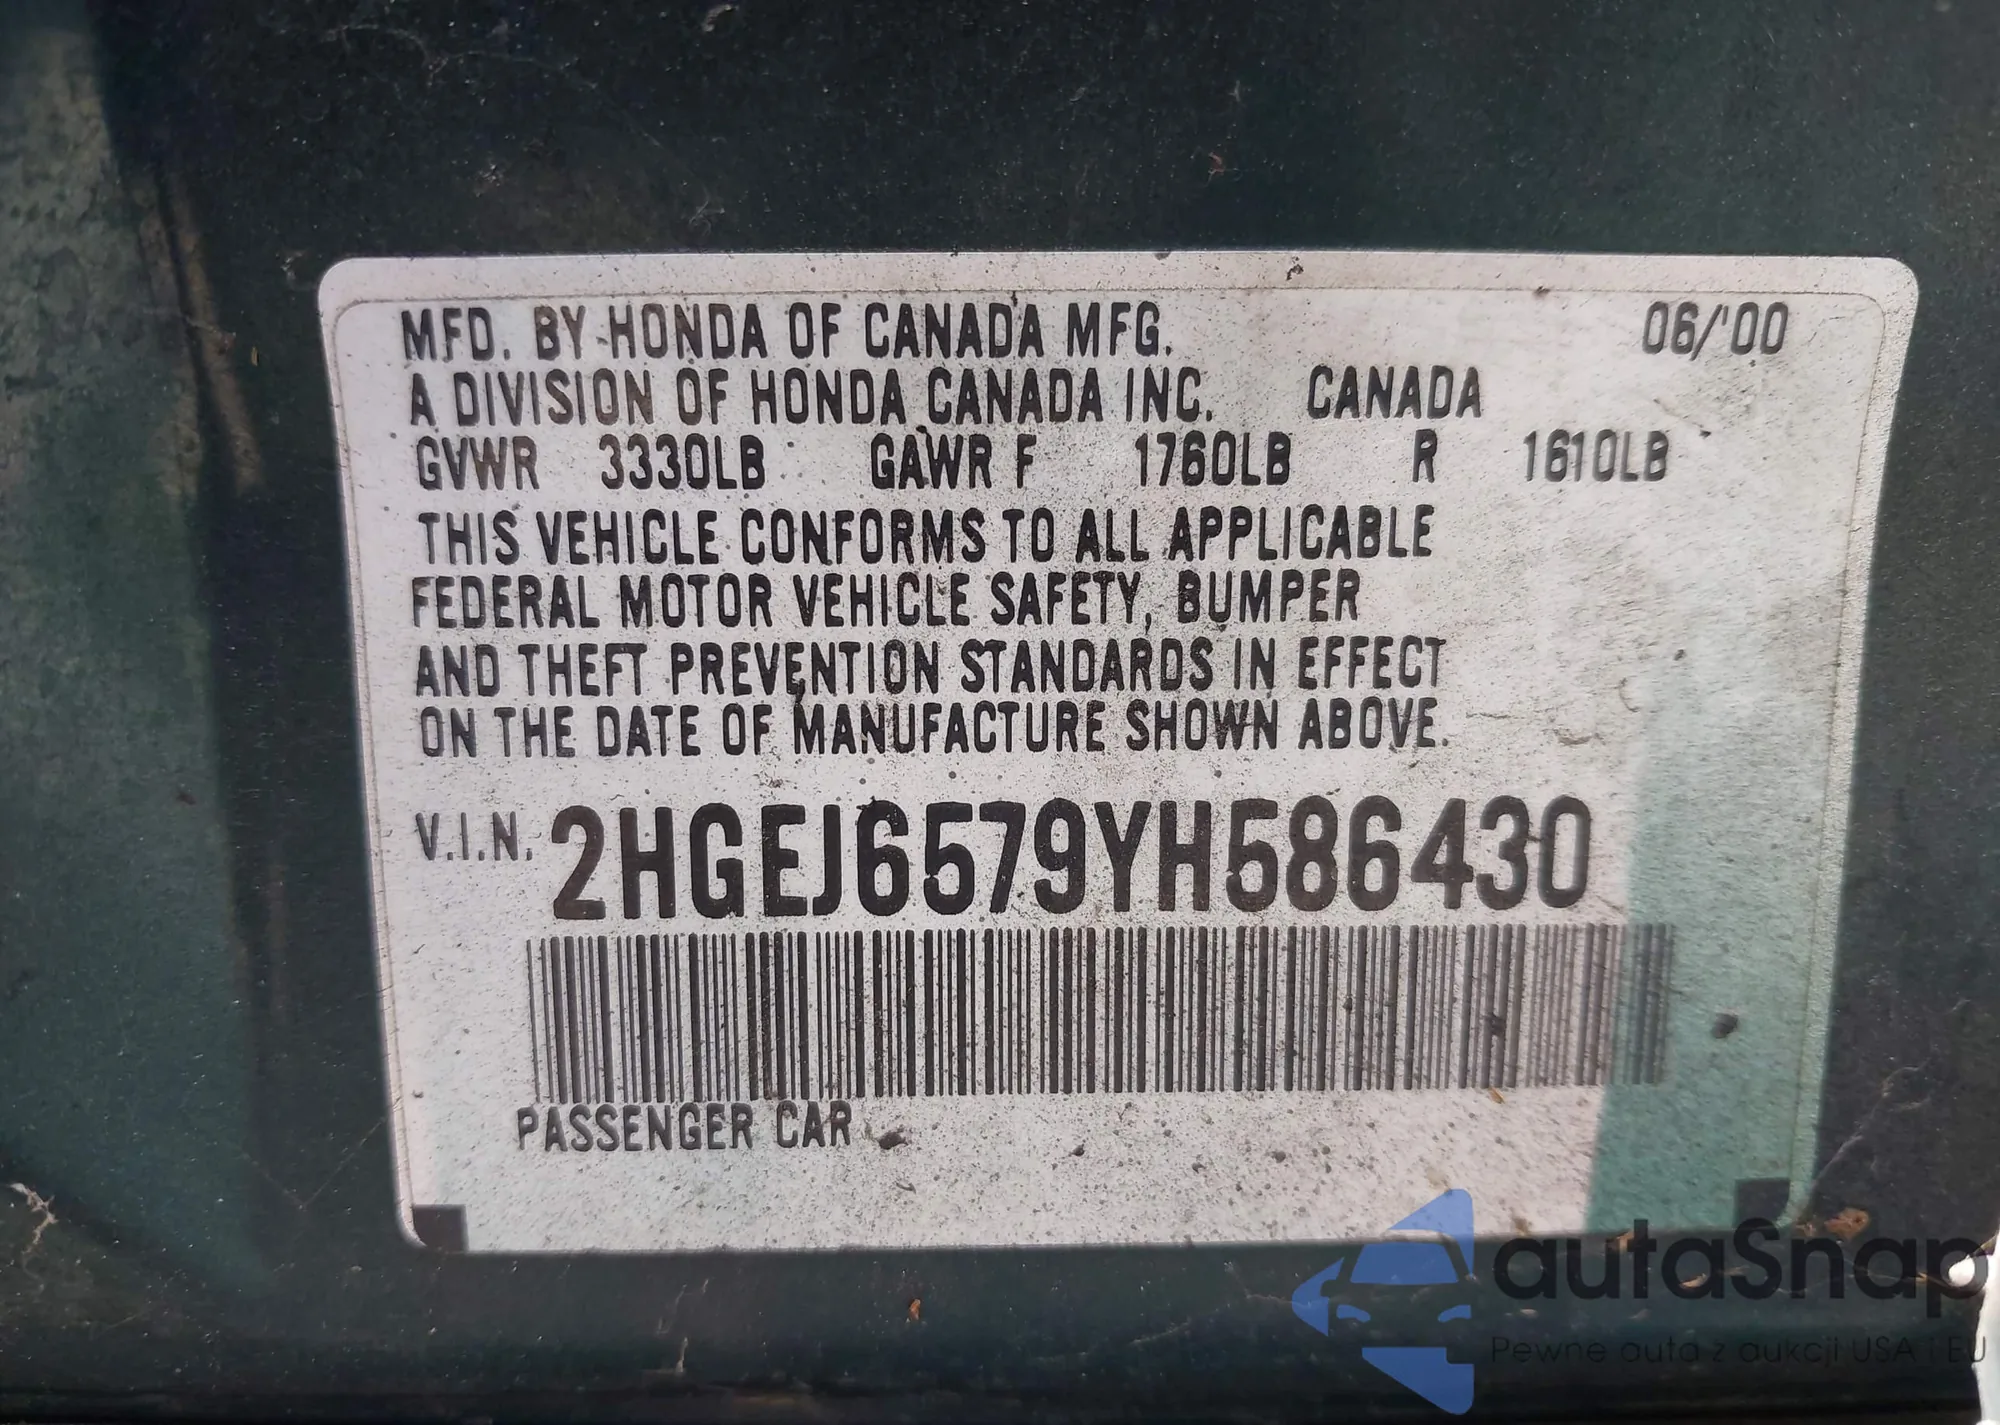 MFD. BY HONDA OF CANADA MFG. 06/'00
A DIVISION OF HONDA CANADA INC. CANADA
GVWR 3330LB GAWR F 1760LB R 1610LB
THIS VEHICLE CONFORMS TO ALL APPLICABLE
FEDERAL MOTOR VEHICLE SAFETY, BUMPER
AND THEFT PREVENTION STANDARDS IN EFFECT
ON THE DATE OF MANUFACTURE SHOWN ABOVE.
V.I.N. 2HGEJ6579YH586430
PASSENGER CAR
autaSnap
Pewne auta z aukcji USA i EU